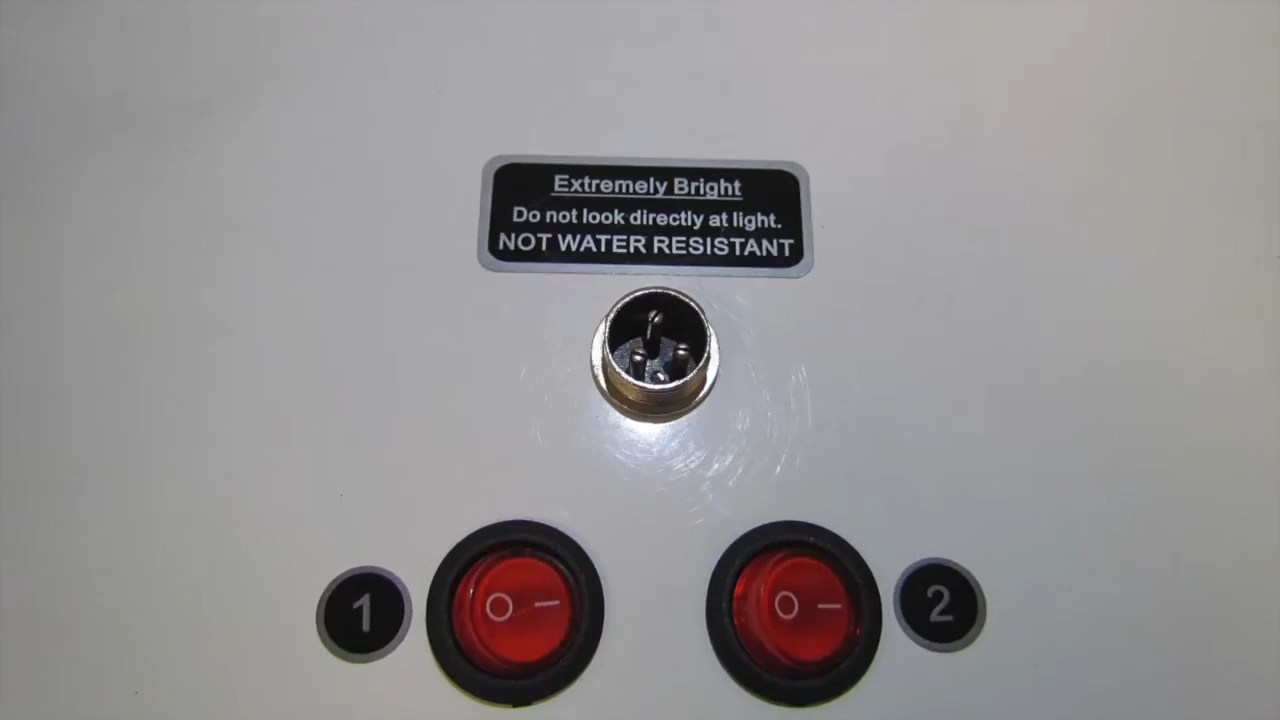 Extremely Bright
Do not look directly at light.
NOT WATER RESISTANT
1
2